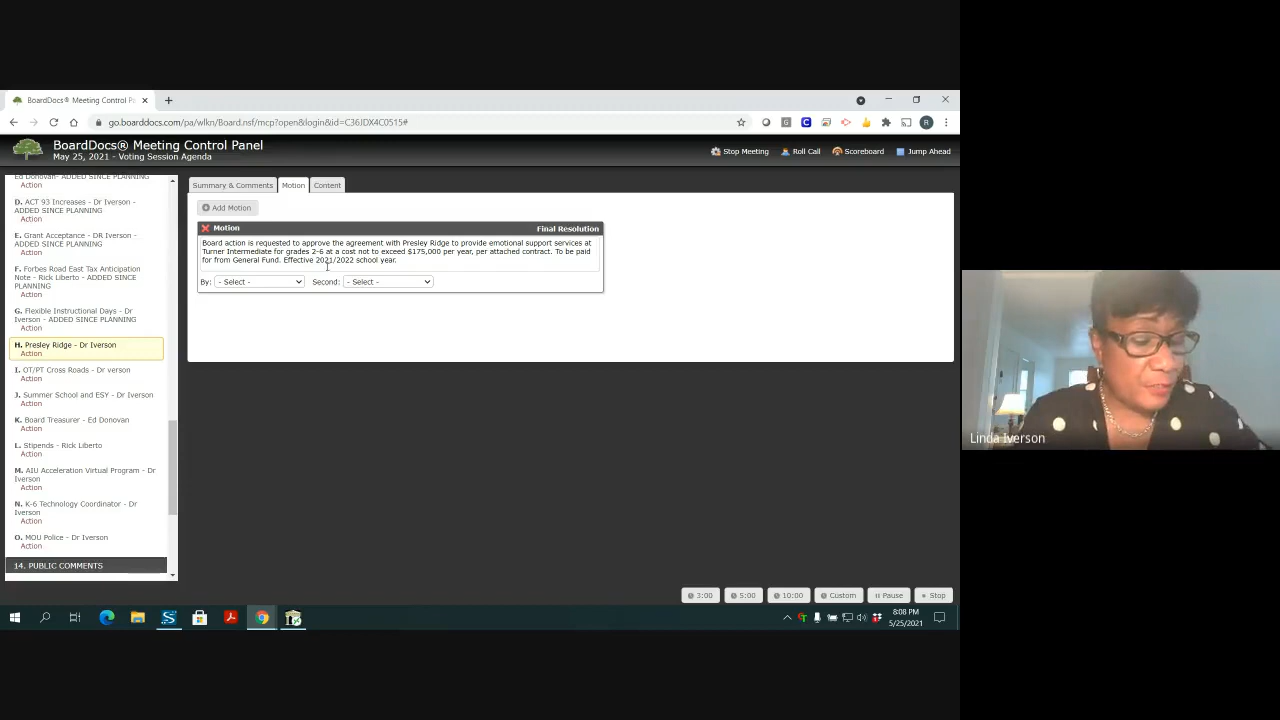 BoardDocs® Meeting Control P
go.boarddocs.com/pa/wlkn/Board.nsf/mcp?open&login&id=C36JDX4C0515#
R
BoardDocs® Meeting Control Panel
May 25, 2021 - Voting Session Agenda
Stop Meeting
Roll Call
Scoreboard
Jump Ahead
Ed Donovan- ADDED SINCE PLANNING
Action
D. ACT 93 Increases - Dr Iverson -
ADDED SINCE PLANNING
Action
E. Grant Acceptance - DR Iverson -
ADDED SINCE PLANNING
Action
F. Forbes Road East Tax Anticipation
Note - Rick Liberto - ADDED SINCE
PLANNING
Action
G. Flexible Instructional Days - Dr
Iverson - ADDED SINCE PLANNING
Action
H. Presley Ridge - Dr Iverson
Action
I. OT/PT Cross Roads - Dr verson
Action
J. Summer School and ESY - Dr Iverson
Action
K. Board Treasurer - Ed Donovan
Action
L. Stipends - Rick Liberto
Action
M. AIU Acceleration Virtual Program - Dr
Iverson
Action
N. K-6 Technology Coordinator - Dr
Iverson
Action
O. MOU Police - Dr Iverson
Action
14. PUBLIC COMMENTS
Summary & Comments
Motion
Content
Add Motion
Motion
Final Resolution
Board action is requested to approve the agreement with Presley Ridge to provide emotional support services at
Turner Intermediate for grades 2-6 at a cost not to exceed $175,000 per year, per attached contract. To be paid
for from General Fund. Effective 2021/2022 school year.
By: - Select - Second: - Select -
3:00
5:00
10:00
Custom
Pause
Stop
8:08 PM
5/25/2021
Linda Iverson